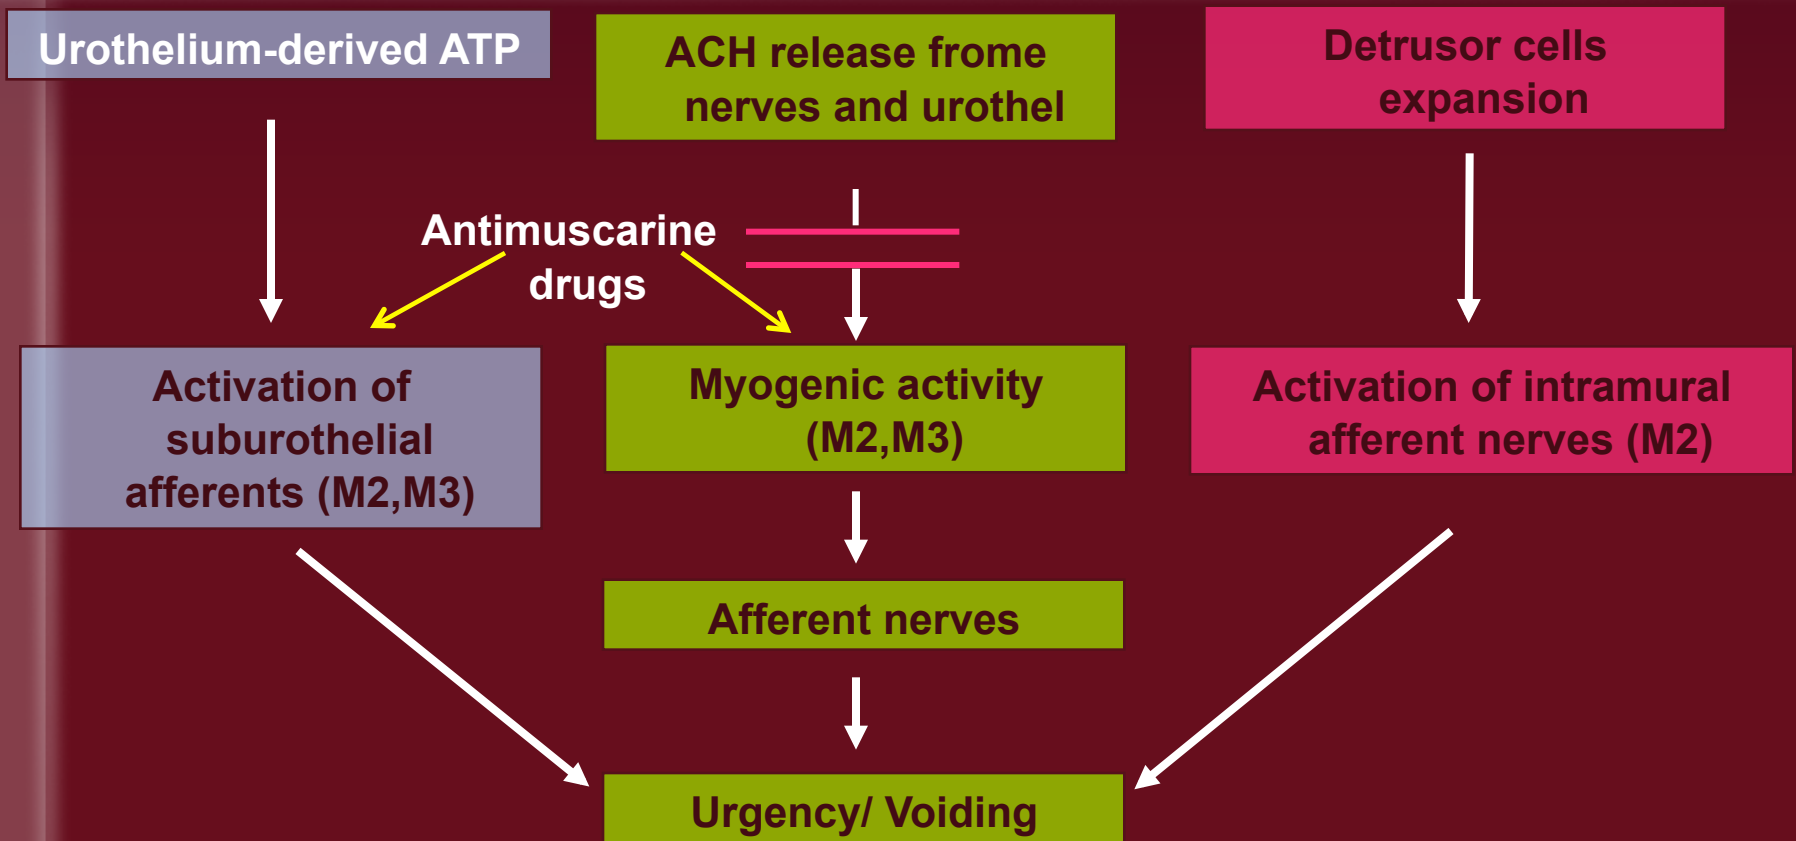 Urothelium-derived ATP
ACH release frome
nerves and urothel
Detrusor cells
expansion
Antimuscarine
drugs
Activation of
suburothelial
afferents (M2,M3)
Myogenic activity
(M2,M3)
Activation of intramural
afferent nerves (M2)
Afferent nerves
Urgency/ Voiding